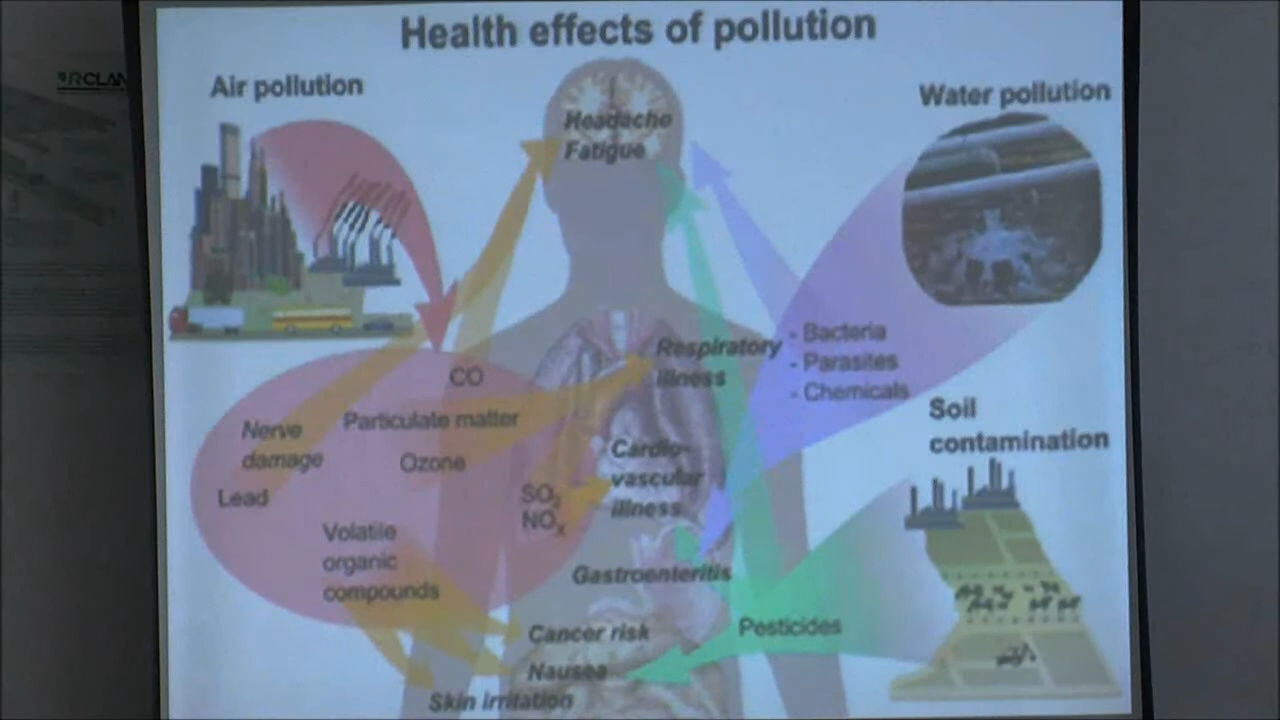 Health effects of pollution
Air pollution
Water pollution
Headache
Fatigue
Respiratory
illness
- Bacteria
- Parasites
- Chemicals
CO
Particulate matter
Ozone
Nerve
damage
Lead
SO2
NOx
Volatile
organic
compounds
Cardio-
vascular
illness
Soil
contamination
Gastroenteritis
Pesticides
Cancer risk
Nausea
Skin irritation